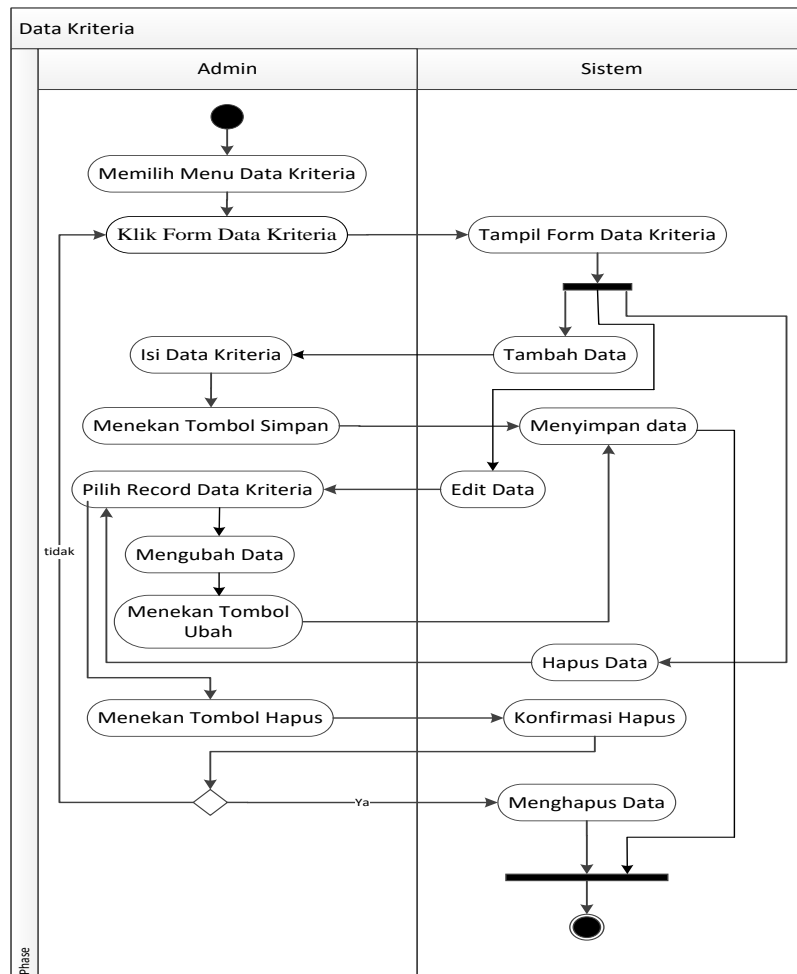 Data Kriteria
Admin
Sistem
Memilih Menu Data Kriteria
Klik Form Data Kriteria
Tampil Form Data Kriteria
Isi Data Kriteria
Tambah Data
Menekan Tombol Simpan
Menyimpan data
Pilih Record Data Kriteria
Edit Data
tidak
Mengubah Data
Menekan Tombol
Ubah
Hapus Data
Menekan Tombol Hapus
Konfirmasi Hapus
Ya
Menghapus Data
Phase